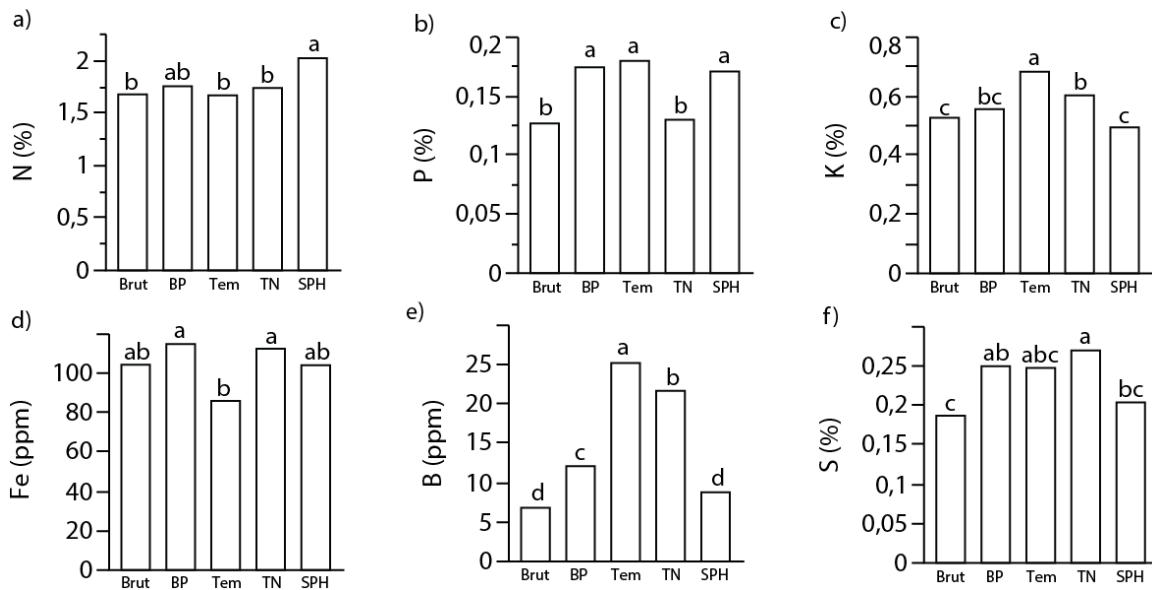 a)
N (%)
2
1,5
1
0,5
0
b
ab
b
b
a
Brut BP Tem TN SPH
b)
P (%)
0,2
0,15
0,1
0,05
0
b
a
a
b
a
Brut BP Tem TN SPH
c)
K (%)
0,8
0,6
0,4
0,2
0
c
bc
a
b
c
Brut BP Tem TN SPH
d)
Fe (ppm)
100
80
60
40
20
0
ab
a
b
a
ab
Brut BP Tem TN SPH
e)
B (ppm)
25
20
15
10
5
0
d
c
a
b
d
Brut BP Tem TN SPH
f)
S (%)
0,25
0,2
0,15
0,1
0,05
0
c
ab
abc
a
bc
Brut BP Tem TN SPH